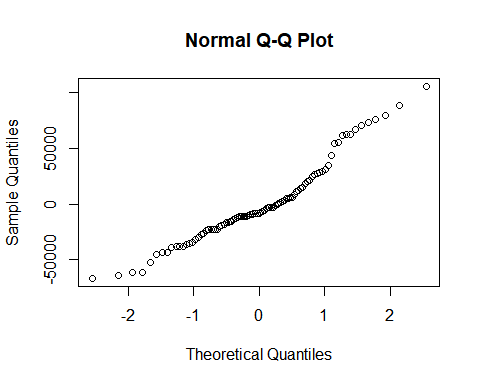 Normal Q-Q Plot
Sample Quantiles
50000
0
-50000
-2
-1
0
1
2
Theoretical Quantiles